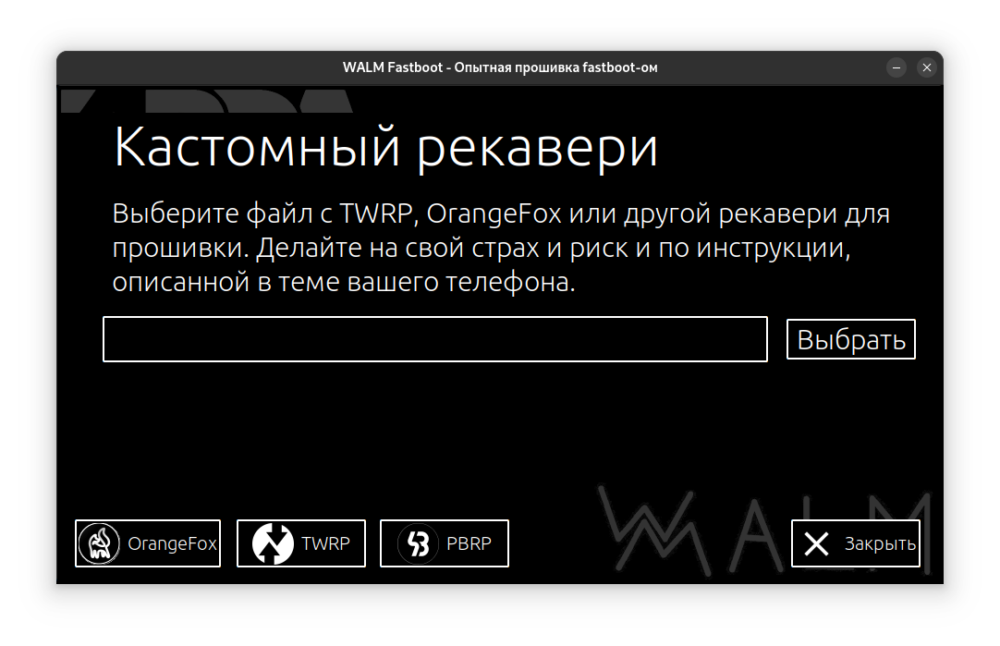 WALM Fastboot - Опытная прошивка fastboot-ом
Кастомный рекавери
Выберите файл с TWRP, OrangeFox или другой рекавери для
прошивки. Делайте на свой страх и риск и по инструкции,
описанной в теме вашего телефона.
Выбрать
WALM
OrangeFox
TWRP
PBRP
Закрыть